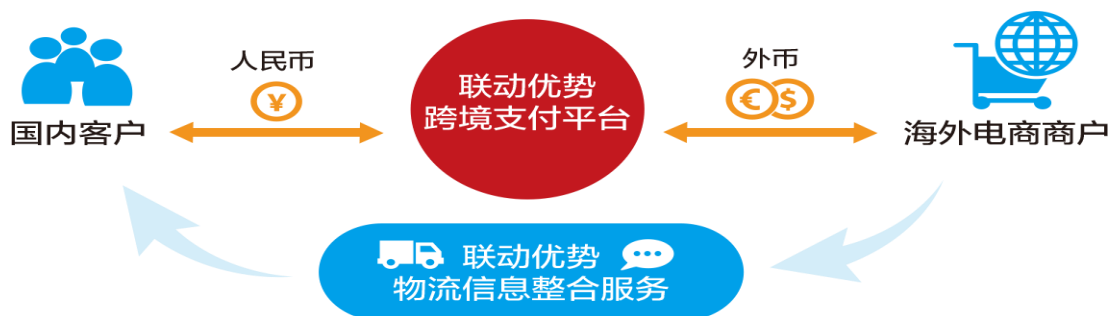 人民币
¥
国内客户
联动优势
跨境支付平台
外币
€ $
海外电商商户
联动优势
物流信息整合服务